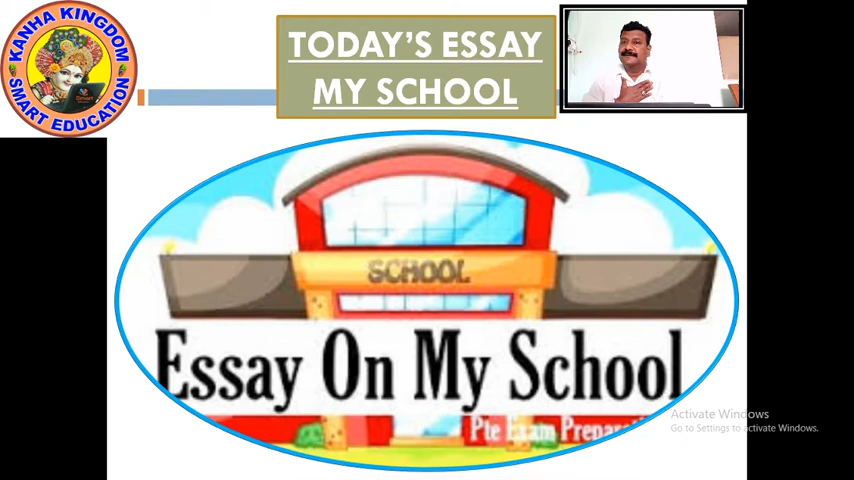 KANHA KINGDOM
SMART EDUCATION
Smart
TODAY'S ESSAY
MY SCHOOL
SCHOOL
Essay On My School
Pte Exam
Activate Windows
Go to Settings to activate Windows.